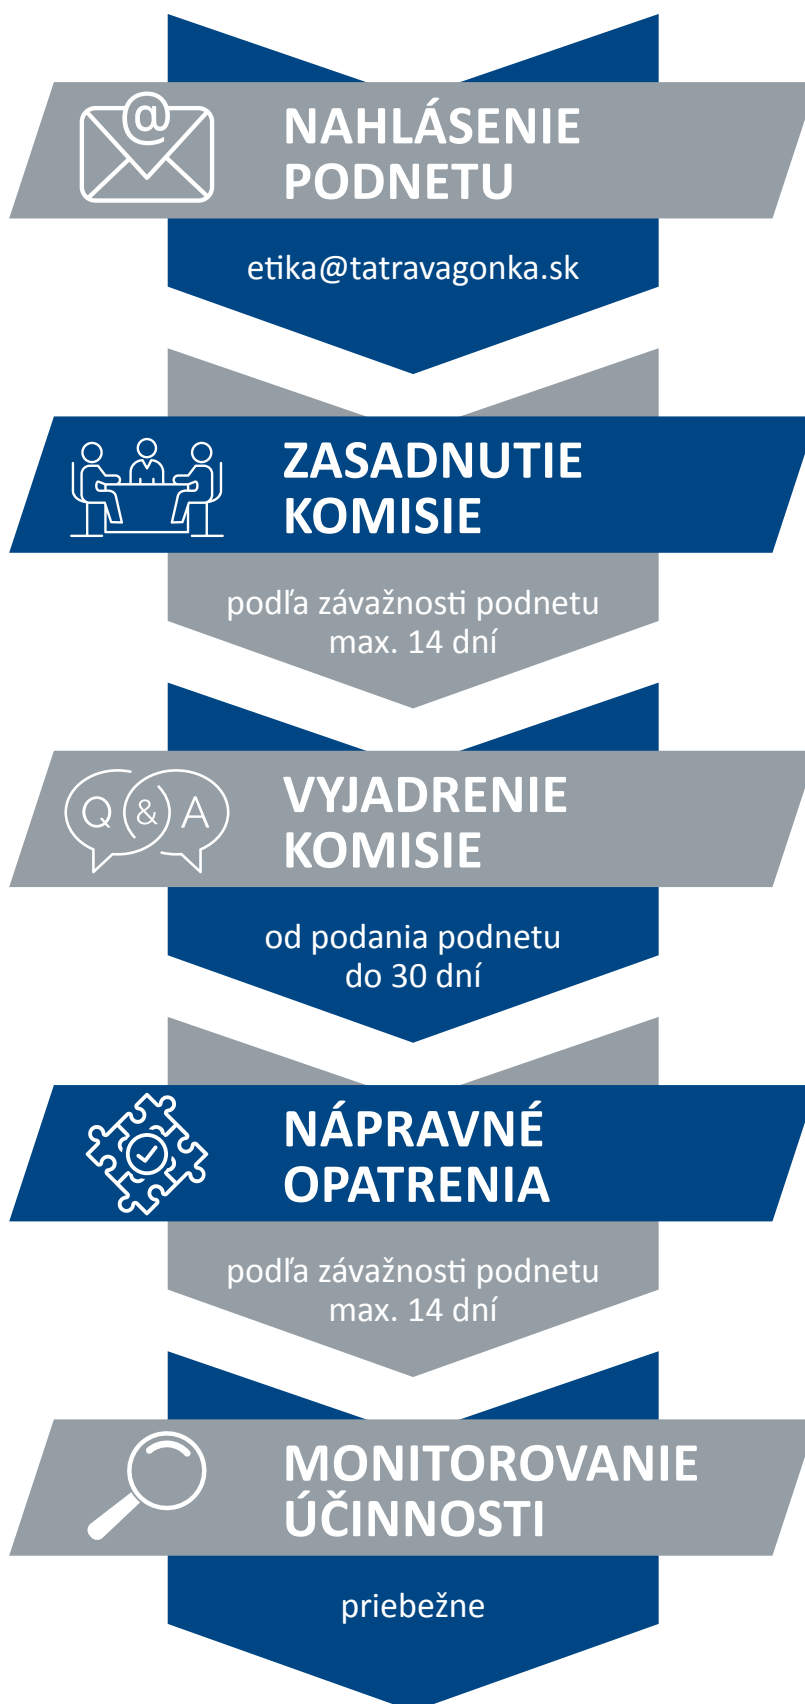 @
NAHLÁSENIE
PODNETU
etika@tatravagonka.sk
ZASADNUTIE
KOMISIE
podľa závažnosti podnetu
max. 14 dní
Q & A
VYJADRENIE
KOMISIE
od podania podnetu
do 30 dní
NÁPRAVNÉ
OPATRENIA
podľa závažnosti podnetu
max. 14 dní
MONITOROVANIE
ÚČINNOSTI
priebežne